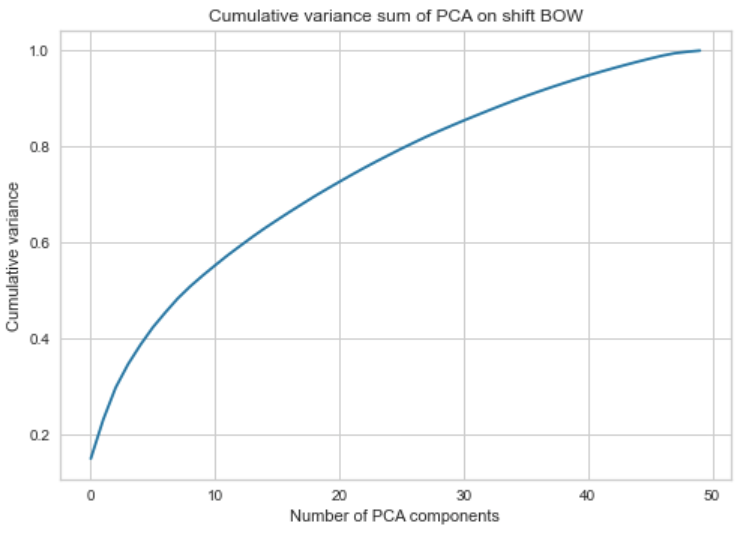 Cumulative variance sum of PCA on shift BOW
1.0
0.8
0.6
0.4
0.2
Cumulative variance
0 10 20 30 40 50
Number of PCA components